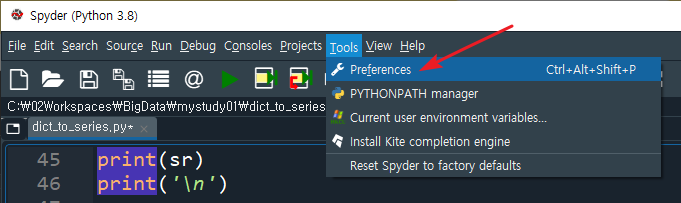 Spyder (Python 3.8)
File Edit Search Source Run Debug Consoles Projects Tools View Help
Preferences Ctrl+Alt+Shift+P
PYTHONPATH manager
C:₩02Workspaces₩BigData₩mystudy01₩dict_to_series
Current user environment variables...
dict_to_series.py*
Install Kite completion engine
45 print(sr)
Reset Spyder to factory defaults
46 print('\n')